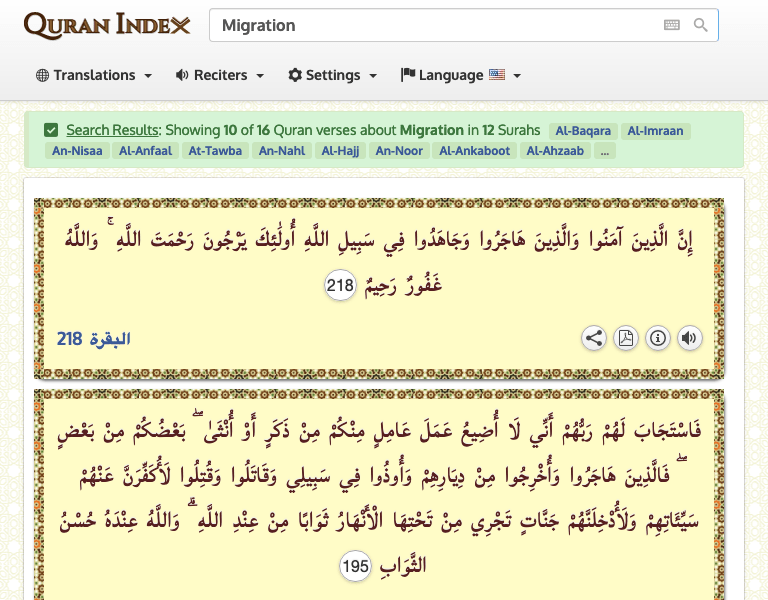 Quran Index
Migration
Translations
Reciters
Settings
Language
Search Results: Showing 10 of 16 Quran verses about Migration in 12 Surahs Al-Baqara Al-Imraan
An-Nisaa Al-Anfaal At-Tawba An-Nahl Al-Hajj An-Noor Al-Ankaboot Al-Ahzaab ...
إِنَّ الَّذِينَ آمَنُوا وَالَّذِينَ هَاجَرُوا وَجَاهَدُوا فِي سَبِيلِ اللَّهِ أُولَٰئِكَ يَرْجُونَ رَحْمَتَ اللَّهِ ۚ وَاللَّهُ
غَفُورٌ رَحِيمٌ 218
البقرة 218
فَاسْتَجَابَ لَهُمْ رَبُّهُمْ أَنِّي لَا أُضِيعُ عَمَلَ عَامِلٍ مِنْكُمْ مِنْ ذَكَرٍ أَوْ أُنْثَىٰ ۖ بَعْضُكُمْ مِنْ بَعْضٍ
ۖ فَالَّذِينَ هَاجَرُوا وَأُخْرِجُوا مِنْ دِيَارِهِمْ وَأُوذُوا فِي سَبِيلِي وَقَاتَلُوا وَقُتِلُوا لَأُكَفِّرَنَّ عَنْهُمْ
سَيِّئَاتِهِمْ وَلَأُدْخِلَنَّهُمْ جَنَّاتٍ تَجْرِي مِنْ تَحْتِهَا الْأَنْهَارُ ثَوَابًا مِنْ عِنْدِ اللَّهِ ۗ وَاللَّهُ عِنْدَهُ حُسْنُ
الثَّوَابِ 195